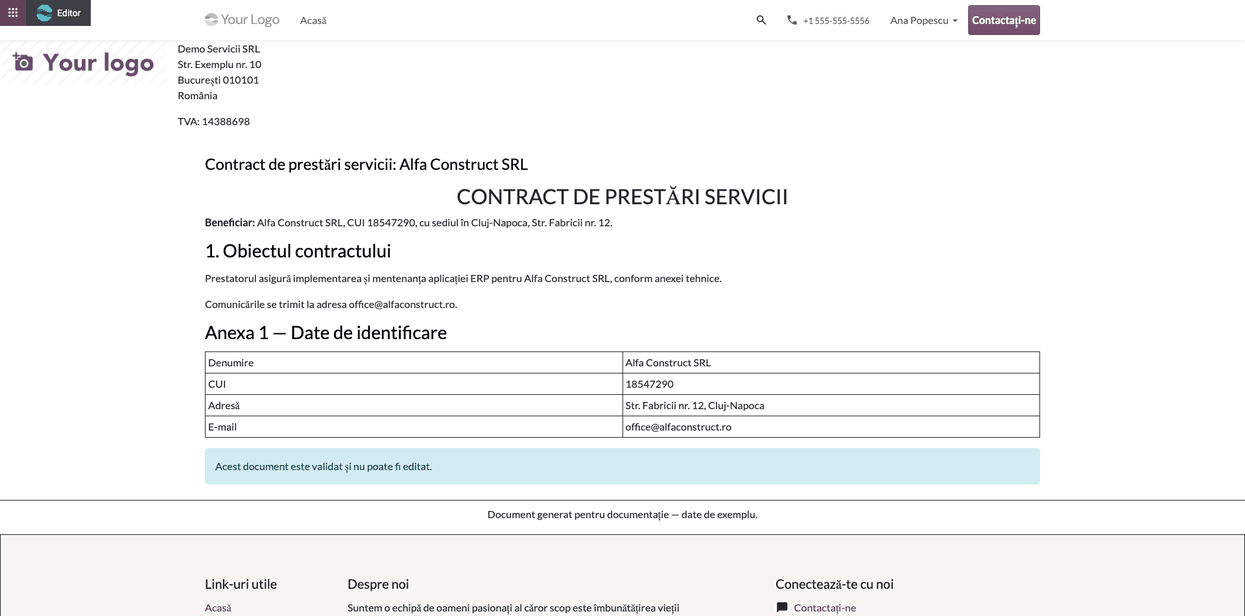 Editor
Your Logo
Acasă
+1 555-555-5556
Ana Popescu
Contactați-ne
Your logo
Demo Servicii SRL
Str. Exemplu nr. 10
București 010101
România
TVA: 14388698
Contract de prestări servicii: Alfa Construct SRL
CONTRACT DE PRESTĂRI SERVICII
Beneficiar: Alfa Construct SRL, CUI 18547290, cu sediul în Cluj-Napoca, Str. Fabricii nr. 12.
1. Obiectul contractului
Prestatorul asigură implementarea și mentenanța aplicației ERP pentru Alfa Construct SRL, conform anexei tehnice.
Comunicările se trimit la adresa office@alfaconstruct.ro.
Anexa 1 — Date de identificare
Denumire Alfa Construct SRL
CUI 18547290
Adresă Str. Fabricii nr. 12, Cluj-Napoca
E-mail office@alfaconstruct.ro
Acest document este validat și nu poate fi editat.
Document generat pentru documentație — date de exemplu.
Link-uri utile
Acasă
Despre noi
Suntem o echipă de oameni pasionați al căror scop este îmbunătățirea vieții
Conectează-te cu noi
Contactați-ne